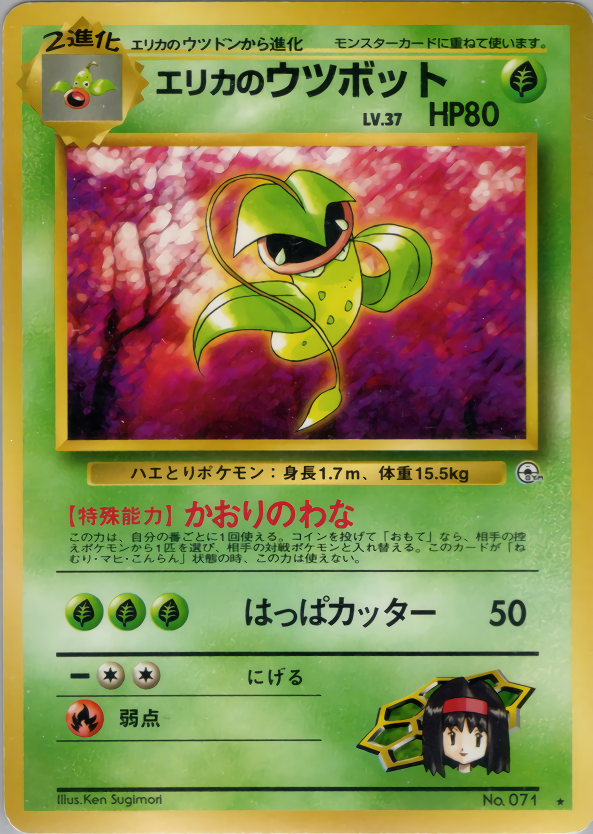 2進化 エリカのウツドンから進化 モンスターカードに重ねて使います。
エリカのウツボット
LV.37 HP80
ハエとりポケモン：身長1.7m、体重15.5kg
GYM
【特殊能力】かおりのわな
この力は、自分の番ごとに1回使える。コインを投げて「おもて」なら、相手の控
えポケモンから1匹を選び、相手の対戦ポケモンと入れ替える。このカードが「ね
むり・マヒ・こんらん」状態の時、この力は使えない。
はっぱカッター 50
にげる
弱点
Illus.Ken Sugimori No.071 ★